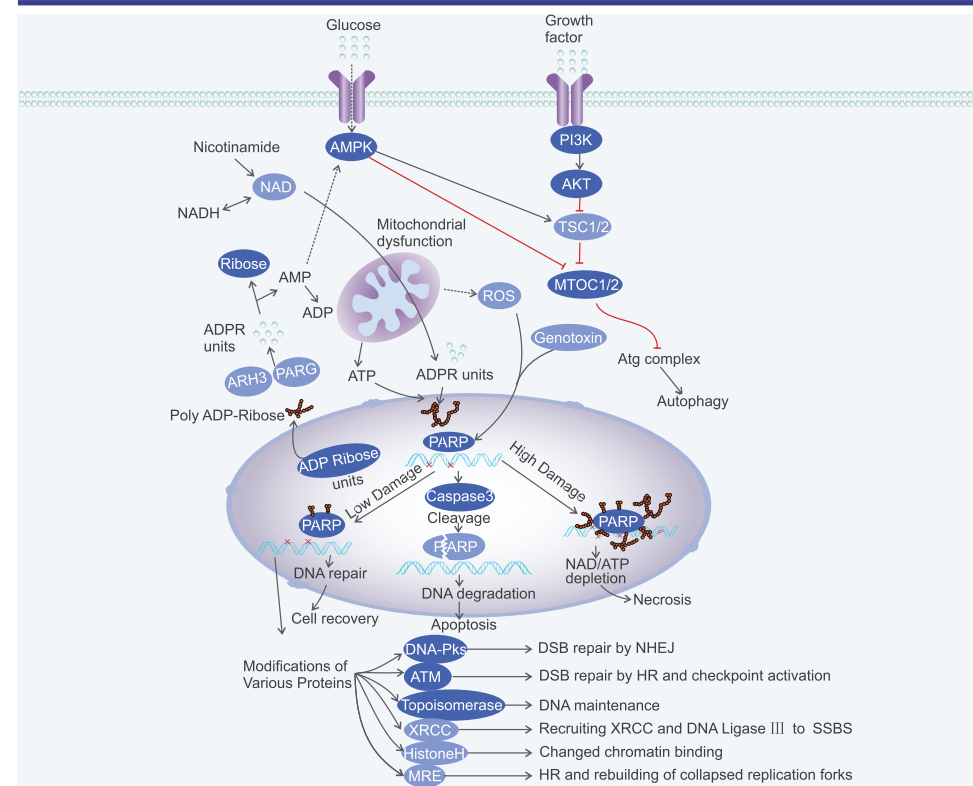 Glucose
Growth
factor
AMPK
PI3K
Nicotinamide
NAD
AKT
NADH
TSC1/2
Mitochondrial
dysfunction
Ribose
AMP
MTOC1/2
ROS
ADP
ADPR
units
Genotoxin
Atg complex
ARH3
PARG
ATP
ADPR units
Autophagy
Poly ADP-Ribose
PARP
ADP Ribose
units
Low Damage
High Damage
Caspase3
Cleavage
PARP
PARP
PARP
DNA repair
NAD/ATP
depletion
DNA degradation
Necrosis
Cell recovery
Apoptosis
Modifications of
Various Proteins
DNA-Pks
DSB repair by NHEJ
ATM
DSB repair by HR and checkpoint activation
Topoisomerase
DNA maintenance
XRCC
Recruiting XRCC and DNA Ligase III to SSBS
HistoneH
Changed chromatin binding
MRE
HR and rebuilding of collapsed replication forks